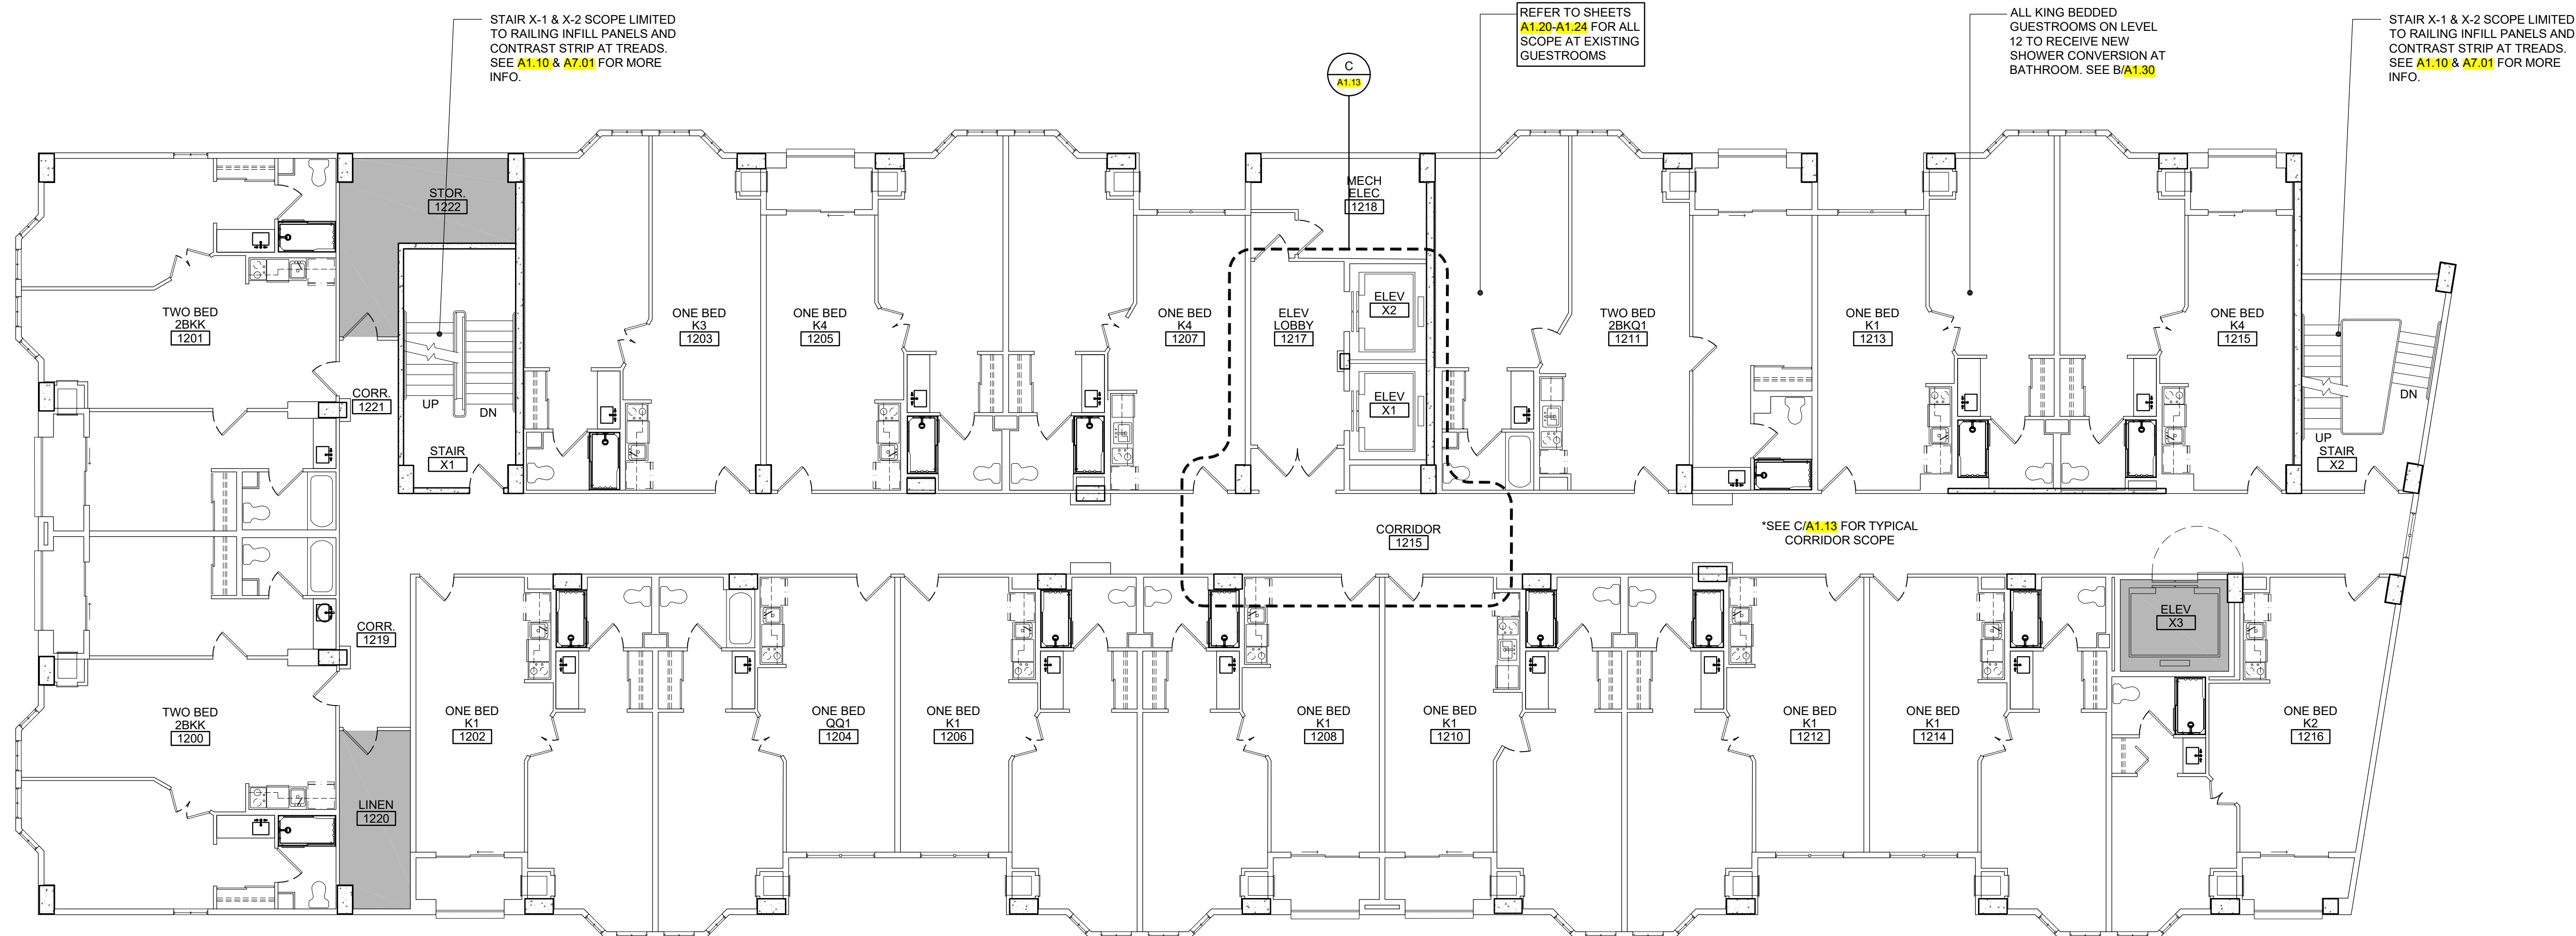 STAIR X-1 & X-2 SCOPE LIMITED
TO RAILING INFILL PANELS AND
CONTRAST STRIP AT TREADS.
SEE A1.10 & A7.01 FOR MORE
INFO.
C
A1.13
REFER TO SHEETS
A1.20-A1.24 FOR ALL
SCOPE AT EXISTING
GUESTROOMS
ALL KING BEDDED
GUESTROOMS ON LEVEL
12 TO RECEIVE NEW
SHOWER CONVERSION AT
BATHROOM. SEE B/A1.30
STAIR X-1 & X-2 SCOPE LIMITED
TO RAILING INFILL PANELS AND
CONTRAST STRIP AT TREADS.
SEE A1.10 & A7.01 FOR MORE
INFO.
STOR.
1222
MECH
ELEC
1218
TWO BED
2BKK
1201
ONE BED
K3
1203
ONE BED
K4
1205
ONE BED
K4
1207
ELEV
LOBBY
1217
ELEV
X2
ELEV
X1
TWO BED
2BKQ1
1211
ONE BED
K1
1213
ONE BED
K4
1215
CORR.
1221
UP
DN
STAIR
X1
DN
UP
STAIR
X2
CORRIDOR
1215
*SEE C/A1.13 FOR TYPICAL
CORRIDOR SCOPE
CORR.
1219
ELEV
X3
TWO BED
2BKK
1200
ONE BED
K1
1202
ONE BED
QQ1
1204
ONE BED
K1
1206
ONE BED
K1
1208
ONE BED
K1
1210
ONE BED
K1
1212
ONE BED
K1
1214
ONE BED
K2
1216
LINEN
1220